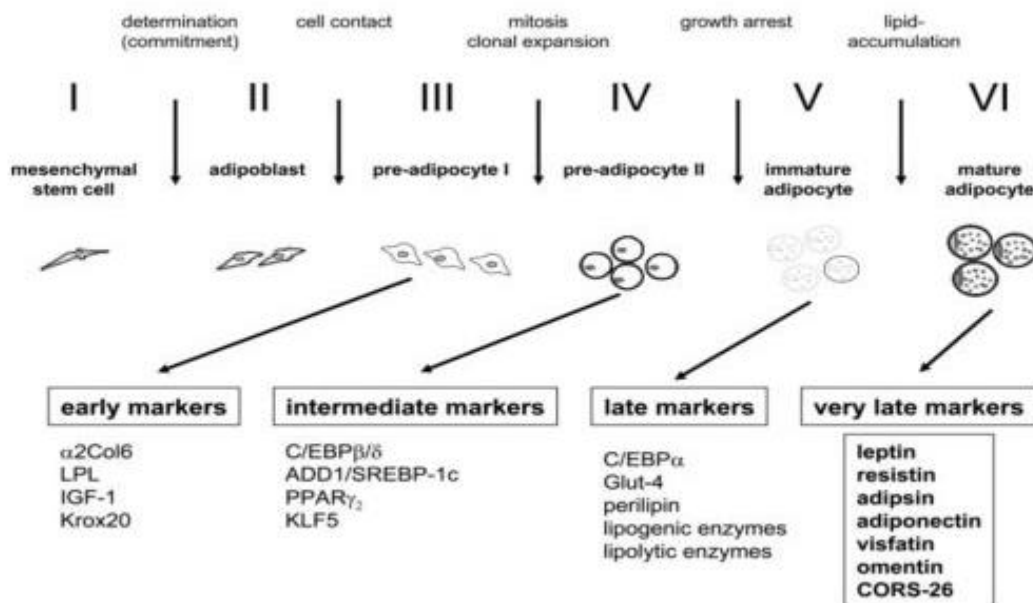 determination
(commitment)
cell contact
mitosis
clonal expansion
growth arrest
lipid-
accumulation
I
II
III
IV
V
VI
mesenchymal
stem cell
adipoblast
pre-adipocyte I
pre-adipocyte II
immature
adipocyte
mature
adipocyte
early markers
α2Col6
LPL
IGF-1
Krox20
intermediate markers
C/EBPβ/δ
ADD1/SREBP-1c
PPARγ₂
KLF5
late markers
C/EBPα
Glut-4
perilipin
lipogenic enzymes
lipolytic enzymes
very late markers
leptin
resistin
adipsin
adiponectin
visfatin
omentin
CORS-26